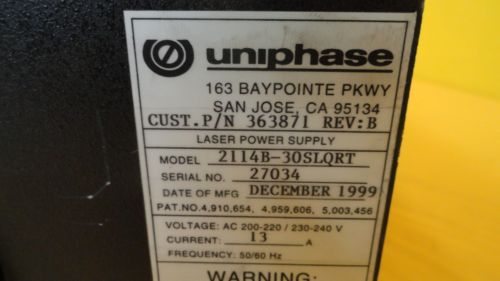 uniphase
163 BAYPOINTE PKWY
SAN JOSE, CA 95134
CUST.P/N 363871 REV:B
LASER POWER SUPPLY
MODEL 2114B-30SLQRT
SERIAL NO. 27034
DATE OF MFG DECEMBER 1999
PAT.NO.4,910,654, 4,959,606, 5,003,456
VOLTAGE: AC 200-220 / 230-240 V
CURRENT: 13 A
FREQUENCY: 50/60 Hz
WARNING: